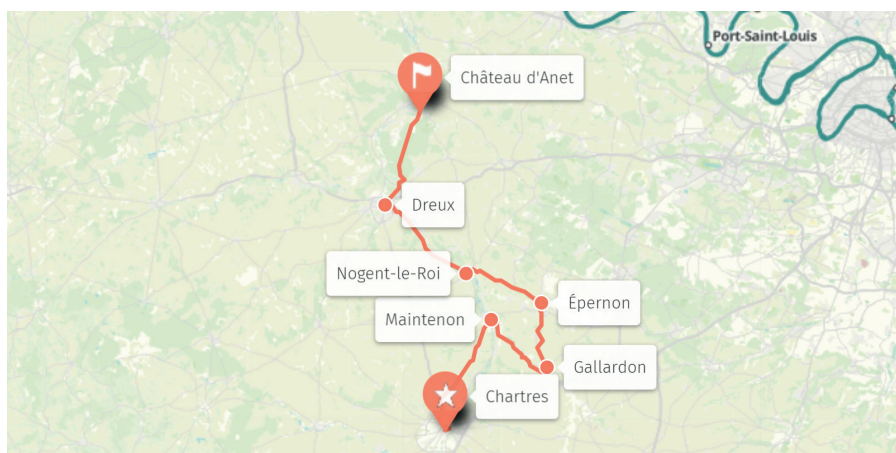 Port-Saint-Louis
Château d'Anet
Dreux
Nogent-le-Roi
Épernon
Maintenon
Gallardon
Chartres